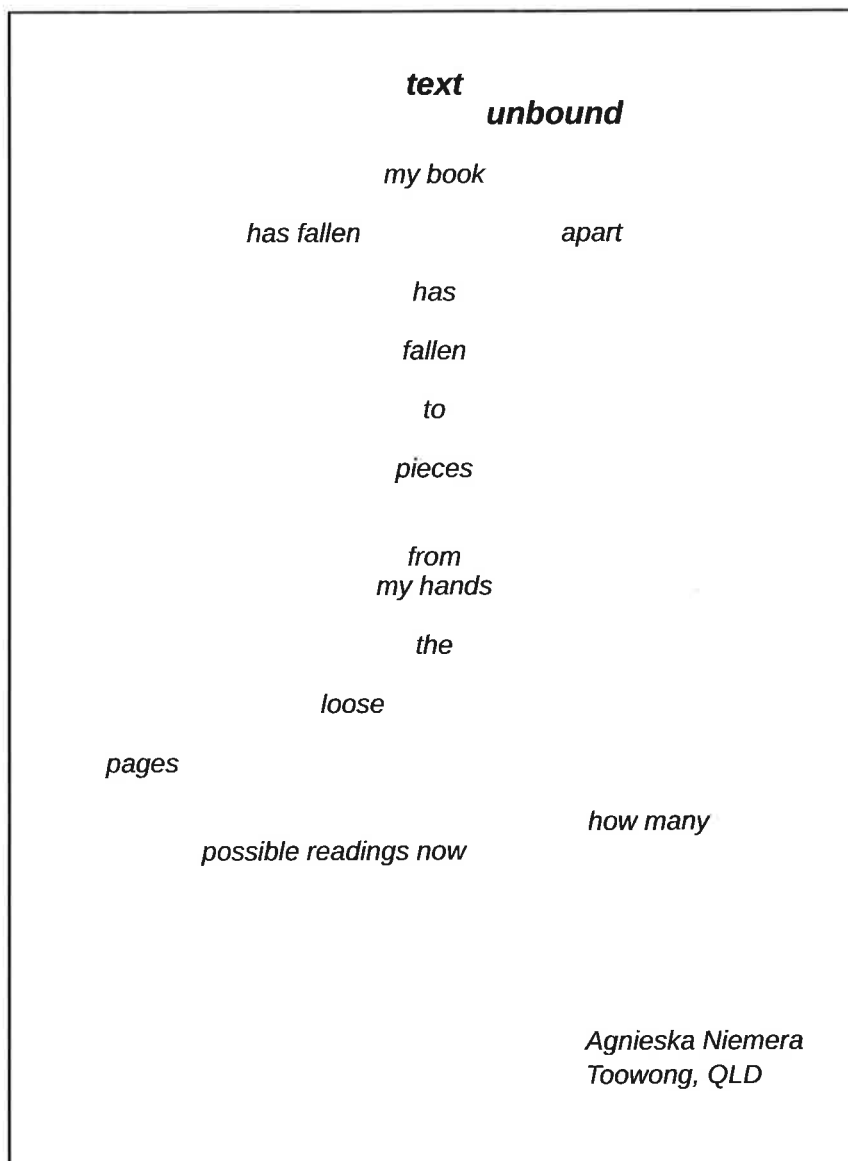 text
unbound
my book
has fallen apart
has
fallen
to
pieces
from
my hands
the
loose
pages
how many
possible readings now
Agnieska Niemera
Toowong, QLD